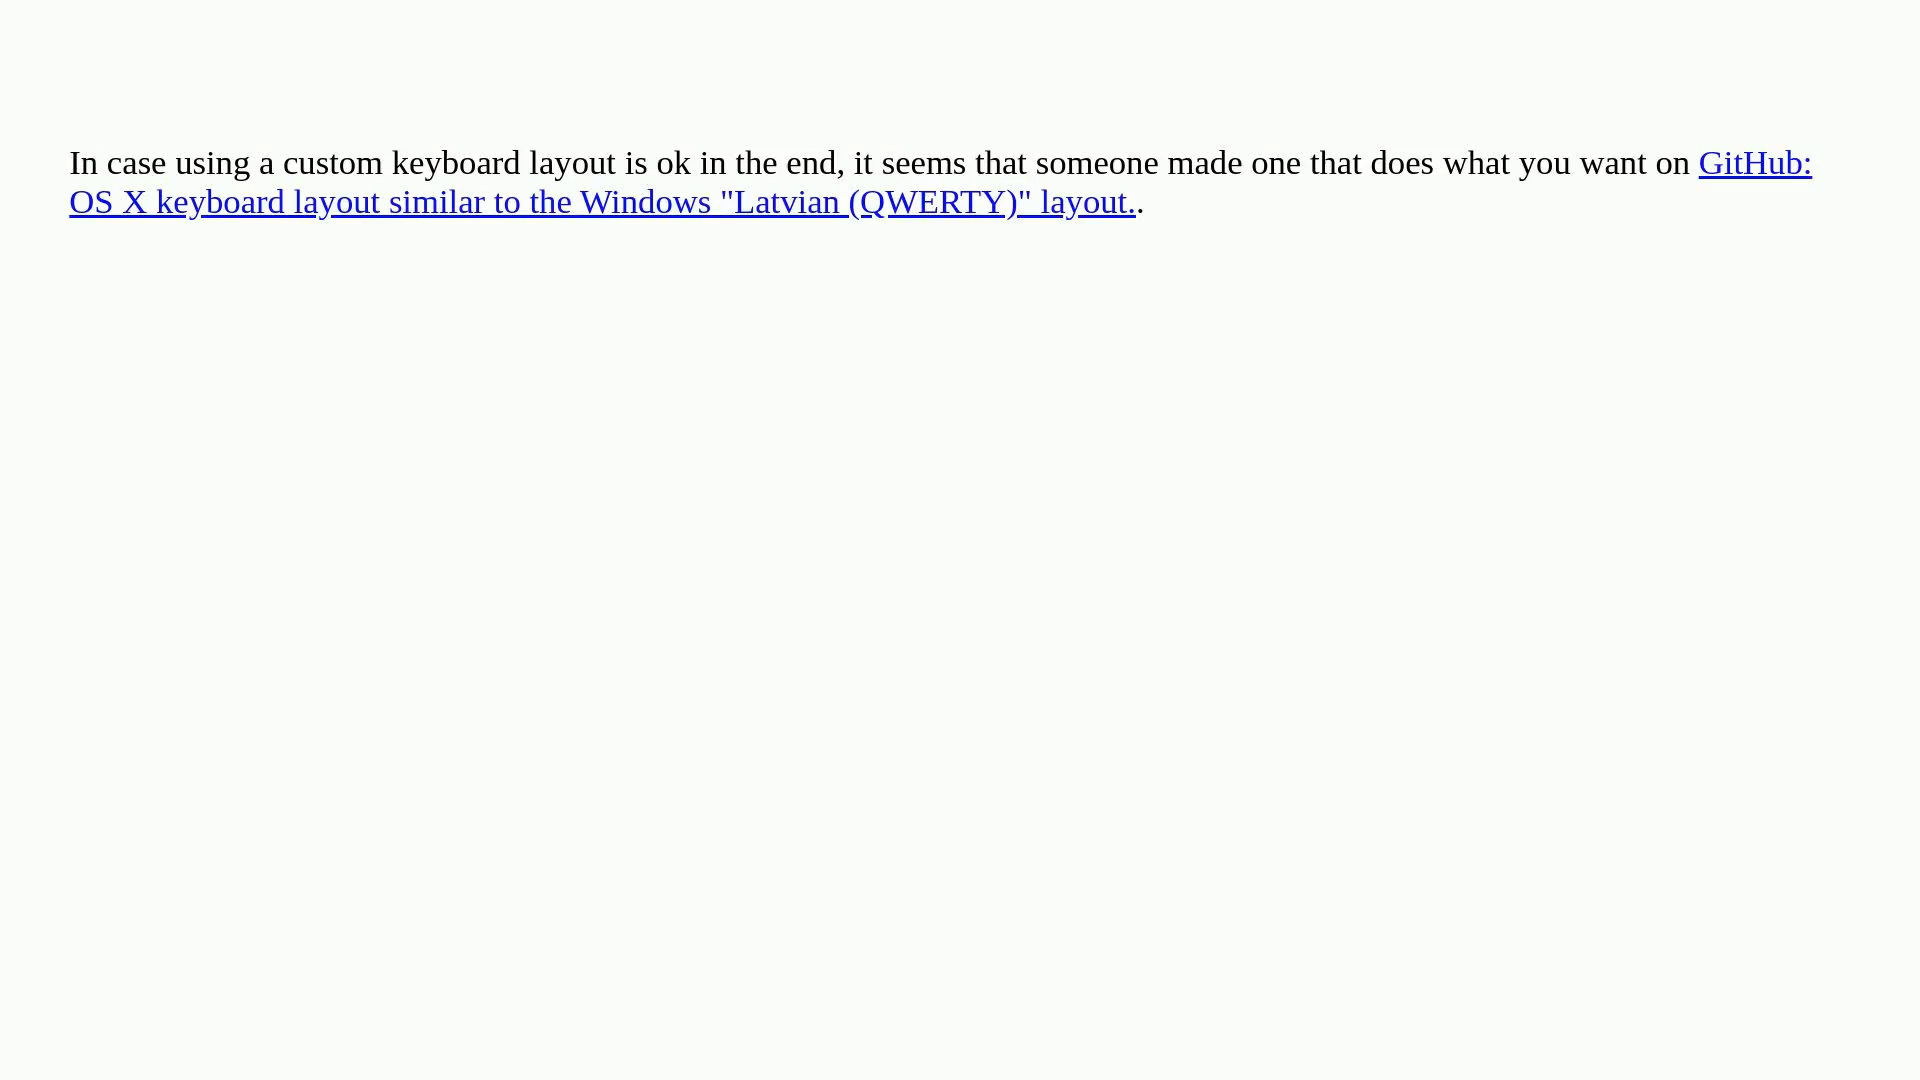 In case using a custom keyboard layout is ok in the end, it seems that someone made one that does what you want on GitHub:
OS X keyboard layout similar to the Windows "Latvian (QWERTY)" layout..